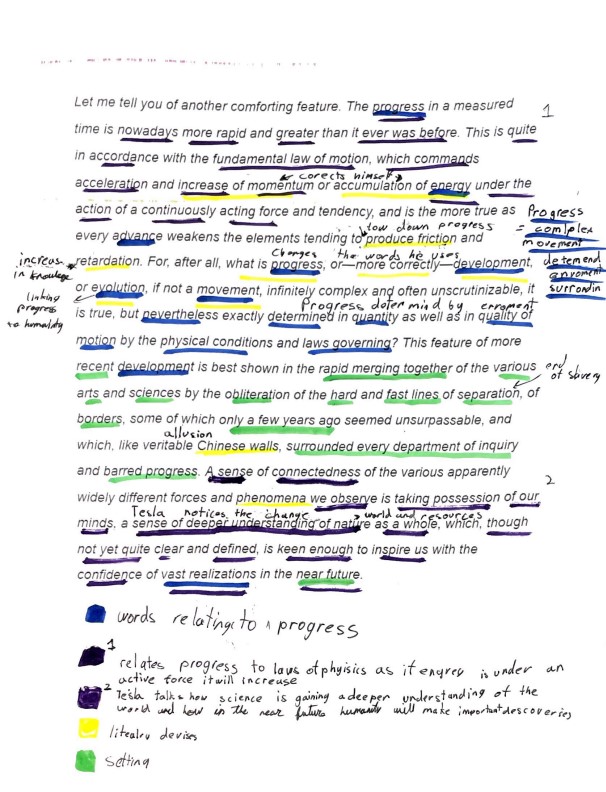 Let me tell you of another comforting feature. The progress in a measured
1
time is nowadays more rapid and greater than it ever was before. This is quite
in accordance with the fundamental law of motion, which commands
corects himself
acceleration and increase of momentum or accumulation of energy under the
action of a continuously acting force and tendency, and is the more true as
Progress
= complex
movement
detemend
surrondin
slow down progress
every advance weakens the elements tending to produce friction and
changes the words he uses
increus
in knowledge
retardation. For, after all, what is progress, or—more correctly—development,
linking
progress
to humality
or evolution, if not a movement, infinitely complex and often unscrutinizable, it
Progress determind by
is true, but nevertheless exactly determined in quantity as well as in quality of
motion by the physical conditions and laws governing? This feature of more
recent development is best shown in the rapid merging together of the various
end
of slavery
arts and sciences by the obliteration of the hard and fast lines of separation, of
borders, some of which only a few years ago seemed unsurpassable, and
allusion
which, like veritable Chinese walls, surrounded every department of inquiry
and barred progress. A sense of connectedness of the various apparently
2
widely different forces and phenomena we observe is taking possession of our
Tesla notices the change
world and resources
minds, a sense of deeper understanding of nature as a whole, which, though
not yet quite clear and defined, is keen enough to inspire us with the
confidence of vast realizations in the near future.
words relating to progress
1 relates progress to laws of phyisics as if is under an
active force it will increase
2 Tesla talks how science is gaining a deeper understanding of the
world and how in the near future humanity will make important descoveries
litealry devises
setting